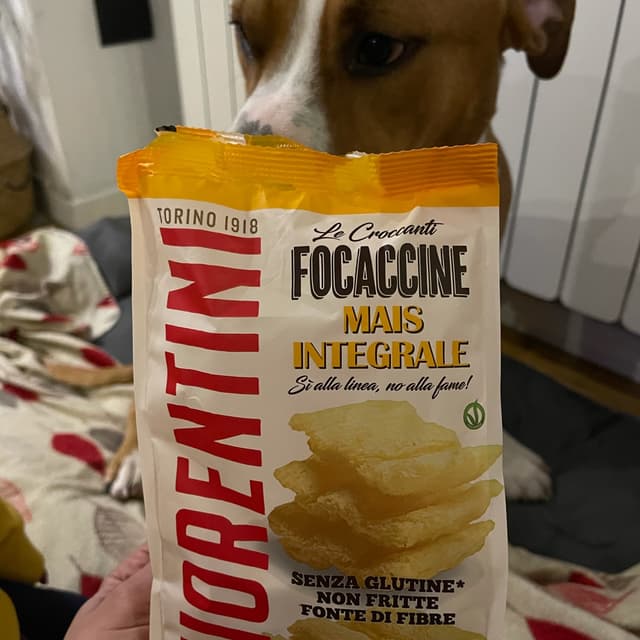 TORINO 1918
FIORENTINI
Le Croccanti
FOCACCINE
MAIS
INTEGRALE
Sì alla linea, no alla fame!
SENZA GLUTINE*
NON FRITTE
FONTE DI FIBRE